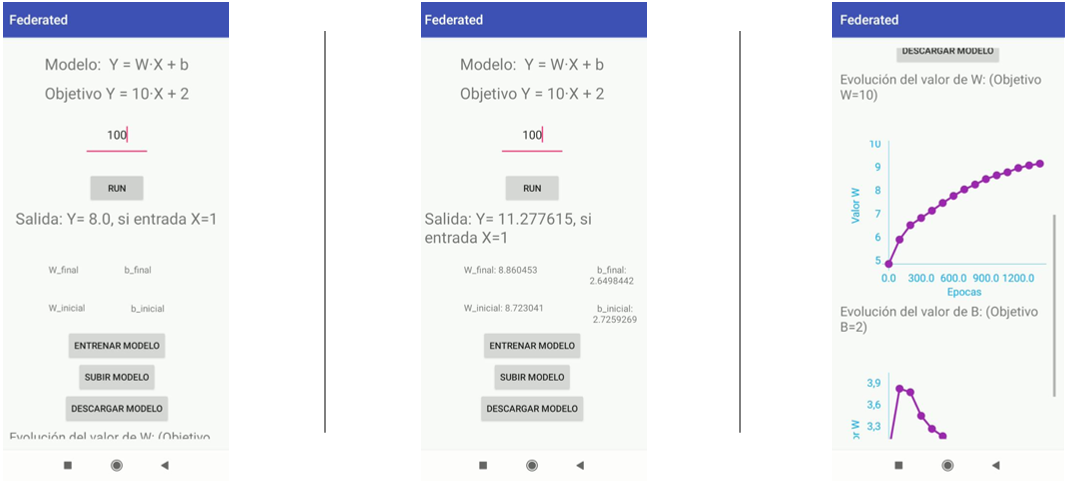 Federated
Modelo: Y = W·X + b
Objetivo Y = 10·X + 2
100
RUN
Salida: Y= 8.0, si entrada X=1
W_final b_final
W_inicial b_inicial
ENTRENAR MODELO
SUBIR MODELO
DESCARGAR MODELO
Evolución del valor de W: (Objetivo
Federated
Modelo: Y = W·X + b
Objetivo Y = 10·X + 2
100
RUN
Salida: Y= 11.277615, si
entrada X=1
W_final: 8.860453 b_final:
2.6498442
W_inicial: 8.723041 b_inicial:
2.7259269
ENTRENAR MODELO
SUBIR MODELO
DESCARGAR MODELO
Federated
DESCARGAR MODELO
Evolución del valor de W: (Objetivo
W=10)
10
9
8
7
6
5
Valor W
0.0 300.0 600.0 900.0 1200.0
Epocas
Evolución del valor de B: (Objetivo
B=2)
3,9
3,6
3,3
or W